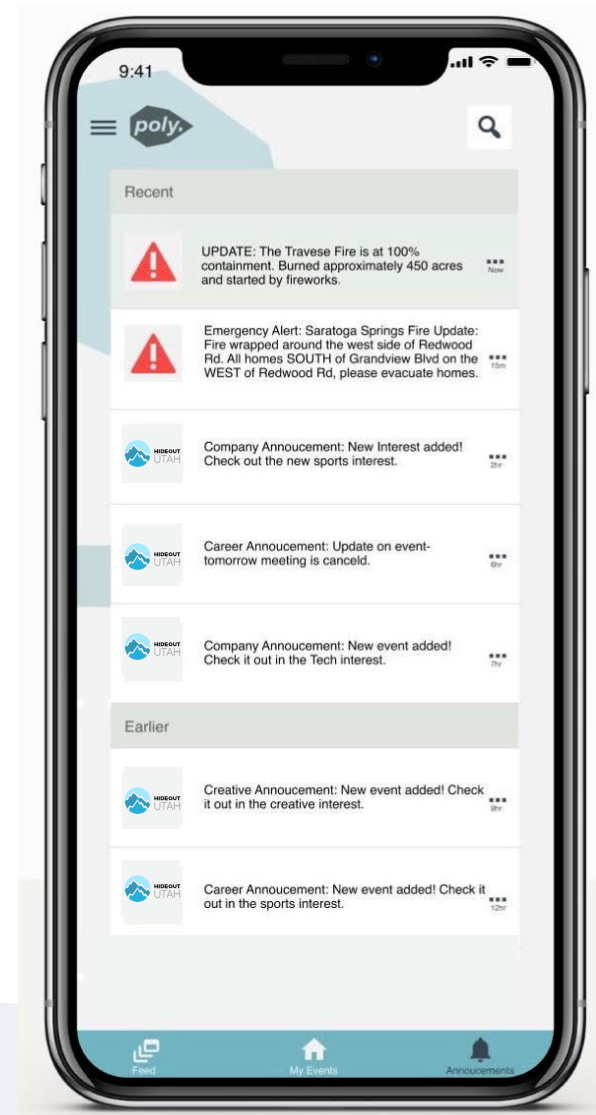 9:41
poly.
Recent
UPDATE: The Travese Fire is at 100%
containment. Burned approximately 450 acres
and started by fireworks.
Now
Emergency Alert: Saratoga Springs Fire Update:
Fire wrapped around the west side of Redwood
Rd. All homes SOUTH of Grandview Blvd on the
WEST of Redwood Rd, please evacuate homes.
15m
HIDEOUT
UTAH
Company Annoucement: New Interest added!
Check out the new sports interest.
2hr
HIDEOUT
UTAH
Career Annoucement: Update on event-
tomorrow meeting is canceld.
HIDEOUT
UTAH
Company Annoucement: New event added!
Check it out in the Tech interest.
7hr
Earlier
HIDEOUT
UTAH
Creative Annoucement: New event added! Check
it out in the creative interest.
9hr
HIDEOUT
UTAH
Career Annoucement: New event added! Check it
out in the sports interest.
12hr
Feed
My Events
Annoucements